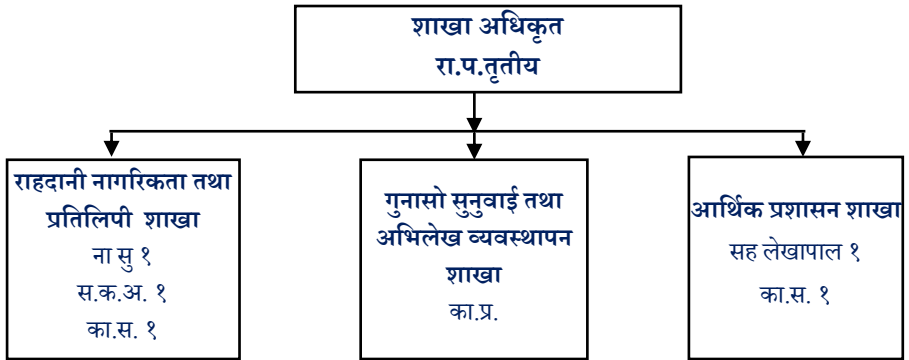 शाखा अधिकृत
रा.प.तृतीय
राहदानी नागरिकता तथा
प्रतिलिपी शाखा
ना सु १
स.क.अ. १
का.स. १
गुनासो सुनुवाई तथा
अभिलेख व्यवस्थापन
शाखा
का.प्र.
आर्थिक प्रशासन शाखा
सह लेखापाल १
का.स. १